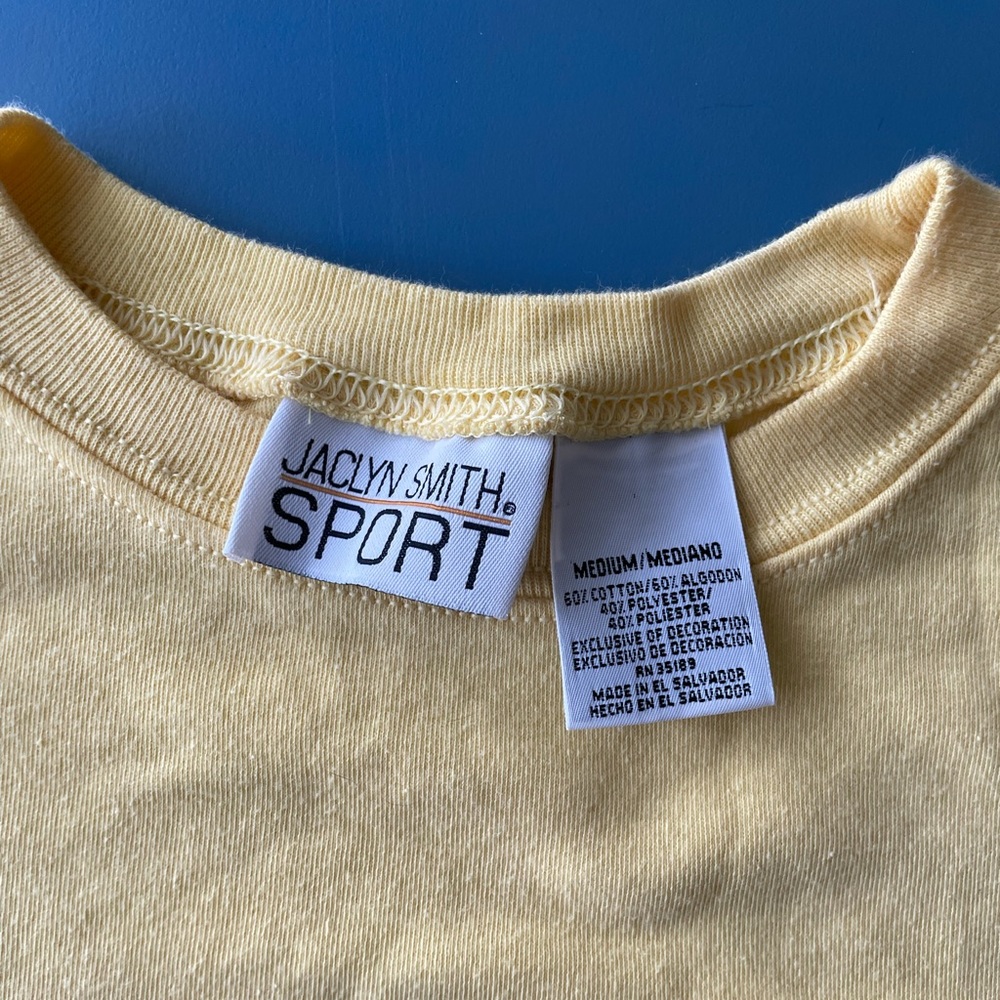 JACLYN SMITH®
SPORT
MEDIUM/MEDIANO
60% COTTON/60% ALGODON
40% POLYESTER/
40% POLIESTER
EXCLUSIVE OF DECORATION
EXCLUSIVO DE DECORACION
RN 35189
MADE IN EL SALVADOR
HECHO EN EL SALVADOR